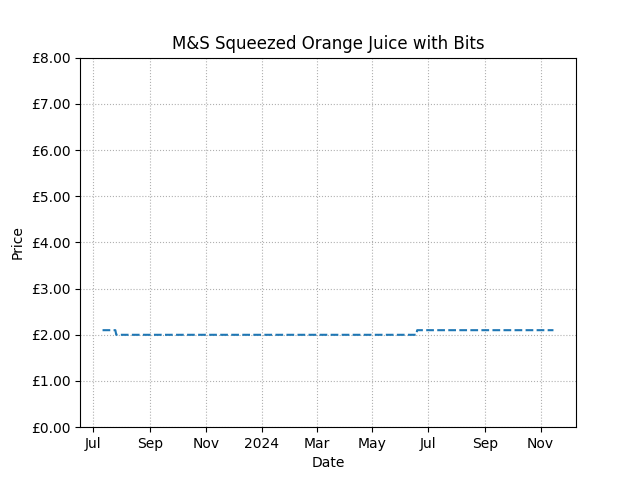 M&S Squeezed Orange Juice with Bits
£8.00
£7.00
£6.00
£5.00
£4.00
£3.00
£2.00
£1.00
£0.00
Price
Jul Sep Nov 2024 Mar May Jul Sep Nov
Date